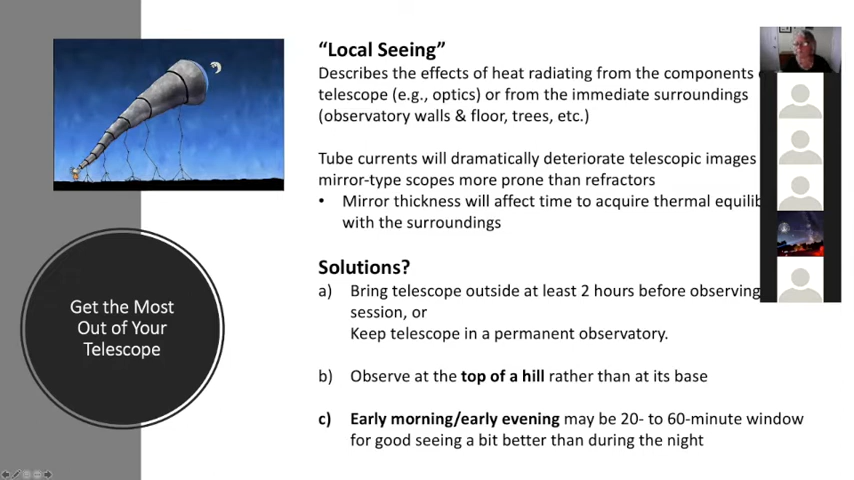 “Local Seeing”
Describes the effects of heat radiating from the components
telescope (e.g., optics) or from the immediate surroundings
(observatory walls & floor, trees, etc.)
Tube currents will dramatically deteriorate telescopic images
mirror-type scopes more prone than refractors
• Mirror thickness will affect time to acquire thermal
with the surroundings
Solutions?
a) Bring telescope outside at least 2 hours before observing
session, or
Keep telescope in a permanent observatory.
b) Observe at the top of a hill rather than at its base
c) Early morning/early evening may be 20- to 60-minute window
for good seeing a bit better than during the night
Get the Most
Out of Your
Telescope